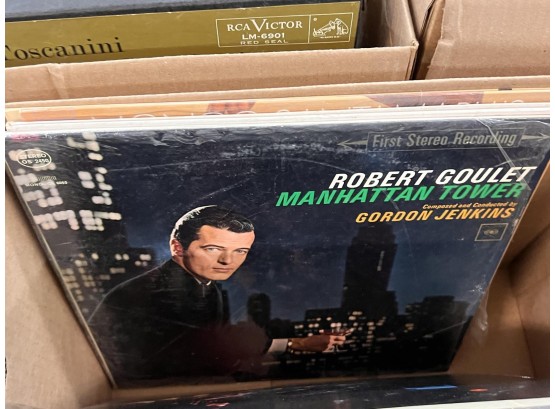 Toscanini
RCA VICTOR
LM-6901
RED SEAL
STEREO
First Stereo Recording
ROBERT GOULET
MANHATTAN TOWER
Composed and Conducted by
GORDON JENKINS